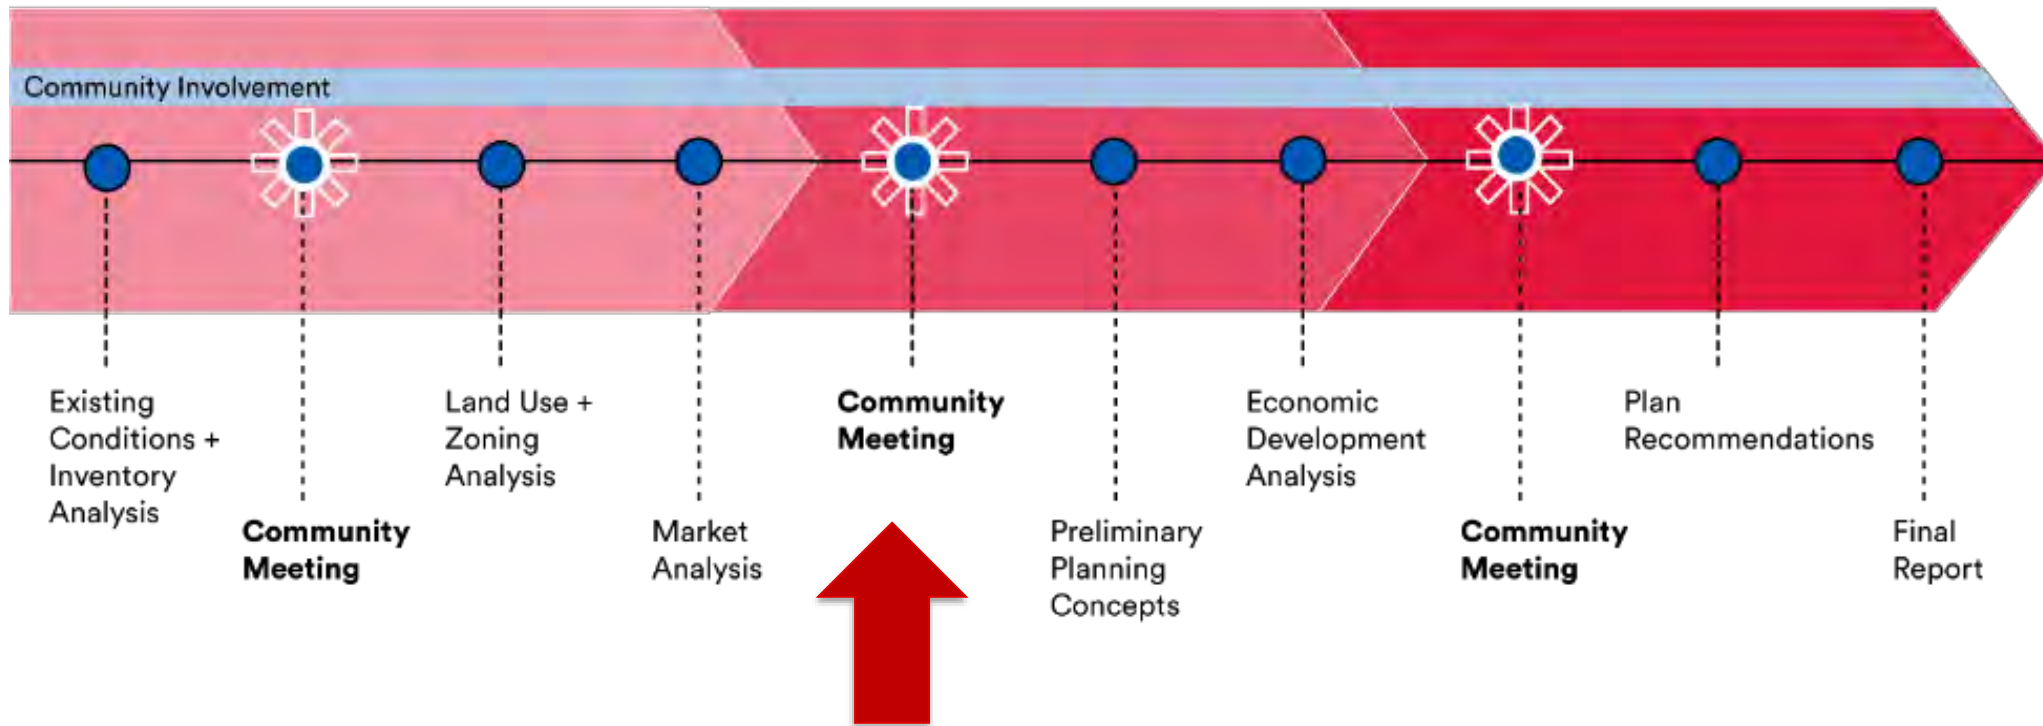 Community Involvement
Existing
Conditions +
Inventory
Analysis
Community
Meeting
Land Use +
Zoning
Analysis
Market
Analysis
Community
Meeting
Preliminary
Planning
Concepts
Economic
Development
Analysis
Community
Meeting
Plan
Recommendations
Final
Report